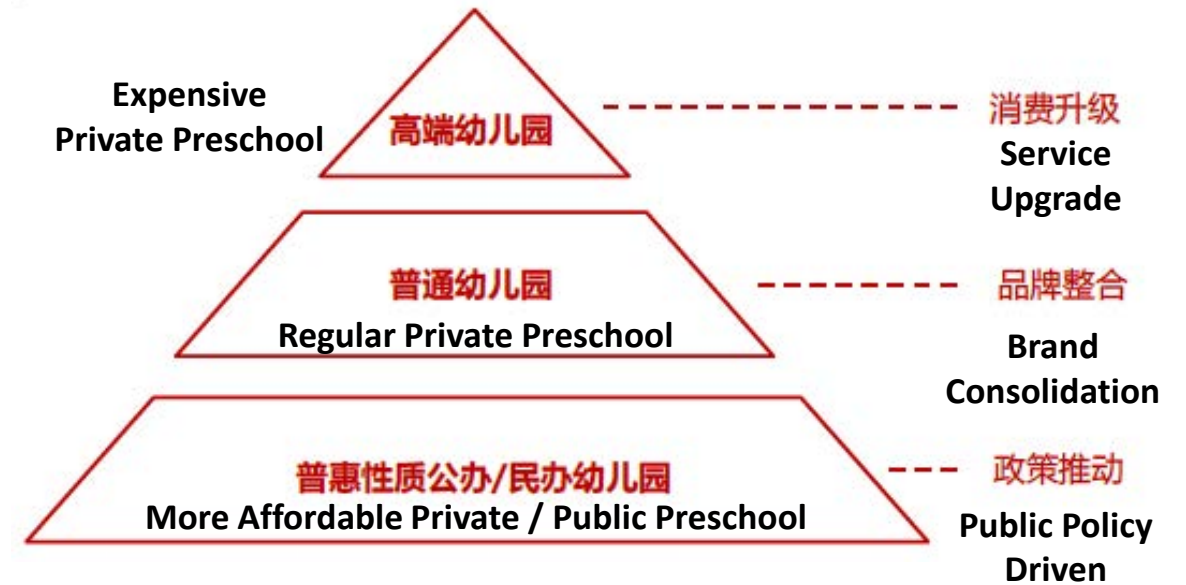 Expensive
Private Preschool
高端幼儿园
消费升级
Service
Upgrade
普通幼儿园
Regular Private Preschool
品牌整合
Brand
Consolidation
普惠性质公办/民办幼儿园
More Affordable Private / Public Preschool
政策推动
Public Policy
Driven